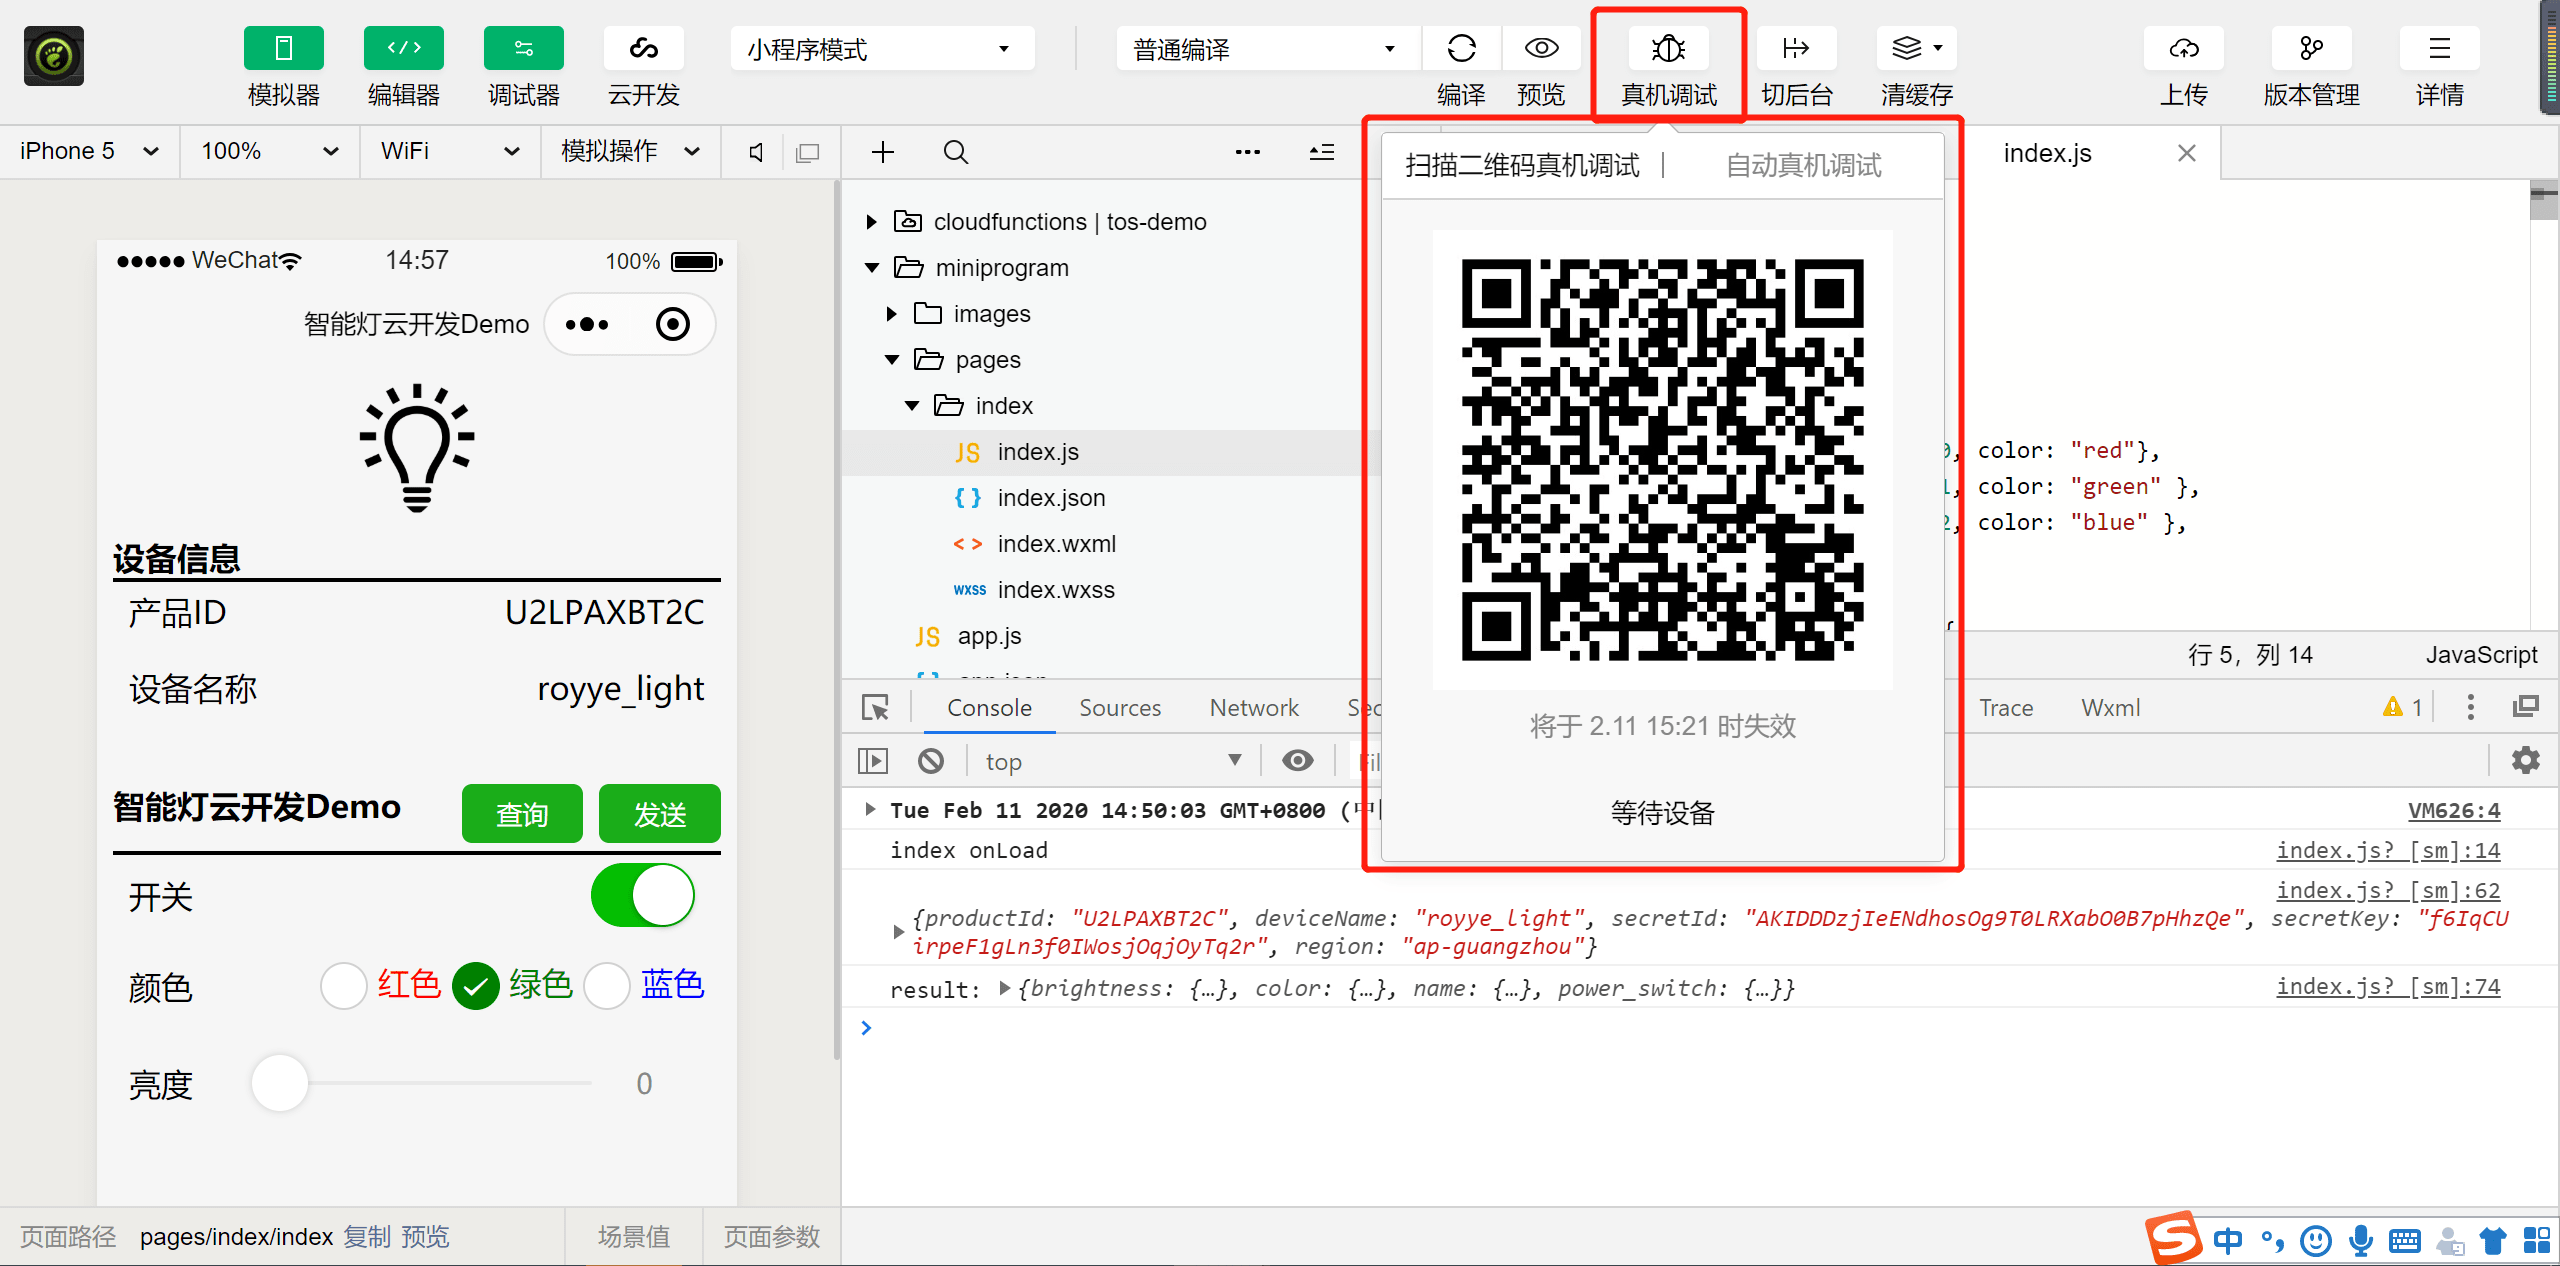 小程序模式
普通编译
模拟器 编辑器 调试器 云开发 编译 预览 真机调试 切后台 清缓存 上传 版本管理 详情
iPhone 5 100% WiFi 模拟操作
扫描二维码真机调试 | 自动真机调试
index.js
WeChat 14:57 100%
智能灯云开发Demo
设备信息
产品ID U2LPAXBT2C
设备名称 royye_light
智能灯云开发Demo 查询 发送
开关
颜色 红色 绿色 蓝色
亮度 0
页面路径 pages/index/index 复制 预览 场景值 页面参数
cloudfunctions | tos-demo
miniprogram
images
pages
index
JS index.js
{ } index.json
< > index.wxml
wxss index.wxss
JS app.js
将于 2.11 15:21 时失效
等待设备
, color: "red"},
, color: "green" },
, color: "blue" },
{
行 5，列 14 JavaScript
Console Sources Network Trace Wxml 1
top
Tue Feb 11 2020 14:50:03 GMT+0800 ( VM626:4
index onLoad index.js? [sm]:14
index.js? [sm]:62
{productId: "U2LPAXBT2C", deviceName: "royye_light", secretId: "AKIDDDzjIeENdhosOg9T0LRXabO0B7pHhzQe", secretKey: "f6IqCU
irpeF1gLn3f0IWosjOqjOyTq2r", region: "ap-guangzhou"}
result: {brightness: {…}, color: {…}, name: {…}, power_switch: {…}} index.js? [sm]:74
S 中